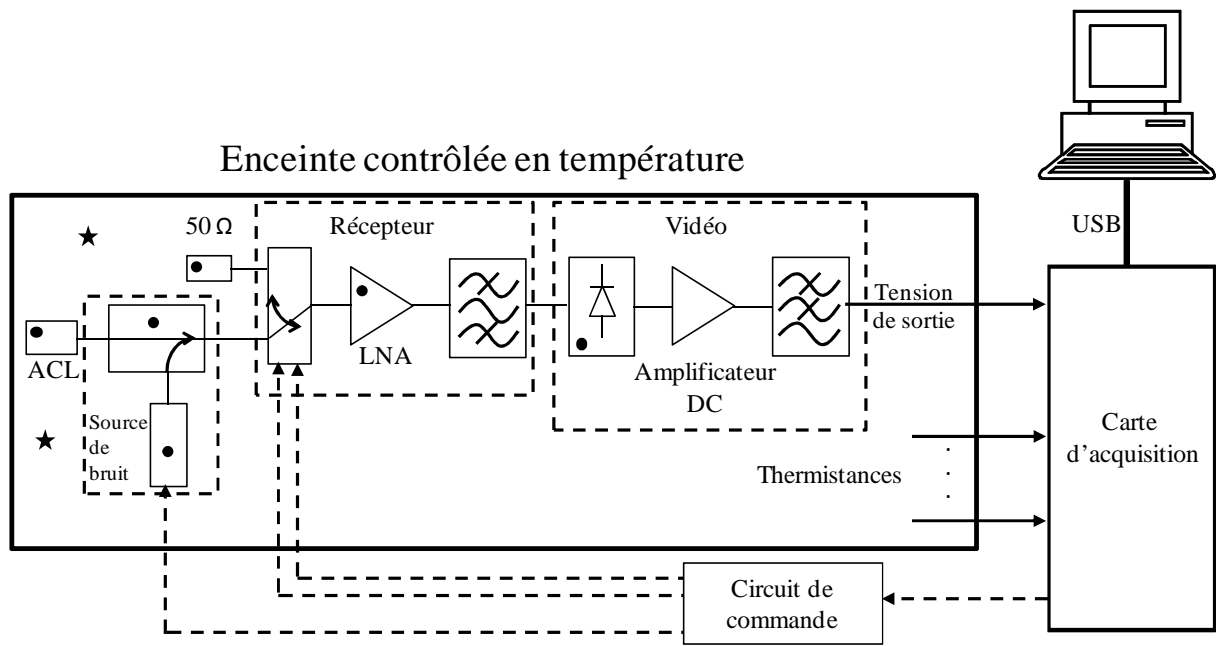 Enceinte contrôlée en température
USB
50 Ω
Récepteur
Vidéo
Tension
de sortie
ACL
LNA
Amplificateur
DC
Source
de
bruit
Thermistances
Carte
d’acquisition
Circuit de
commande